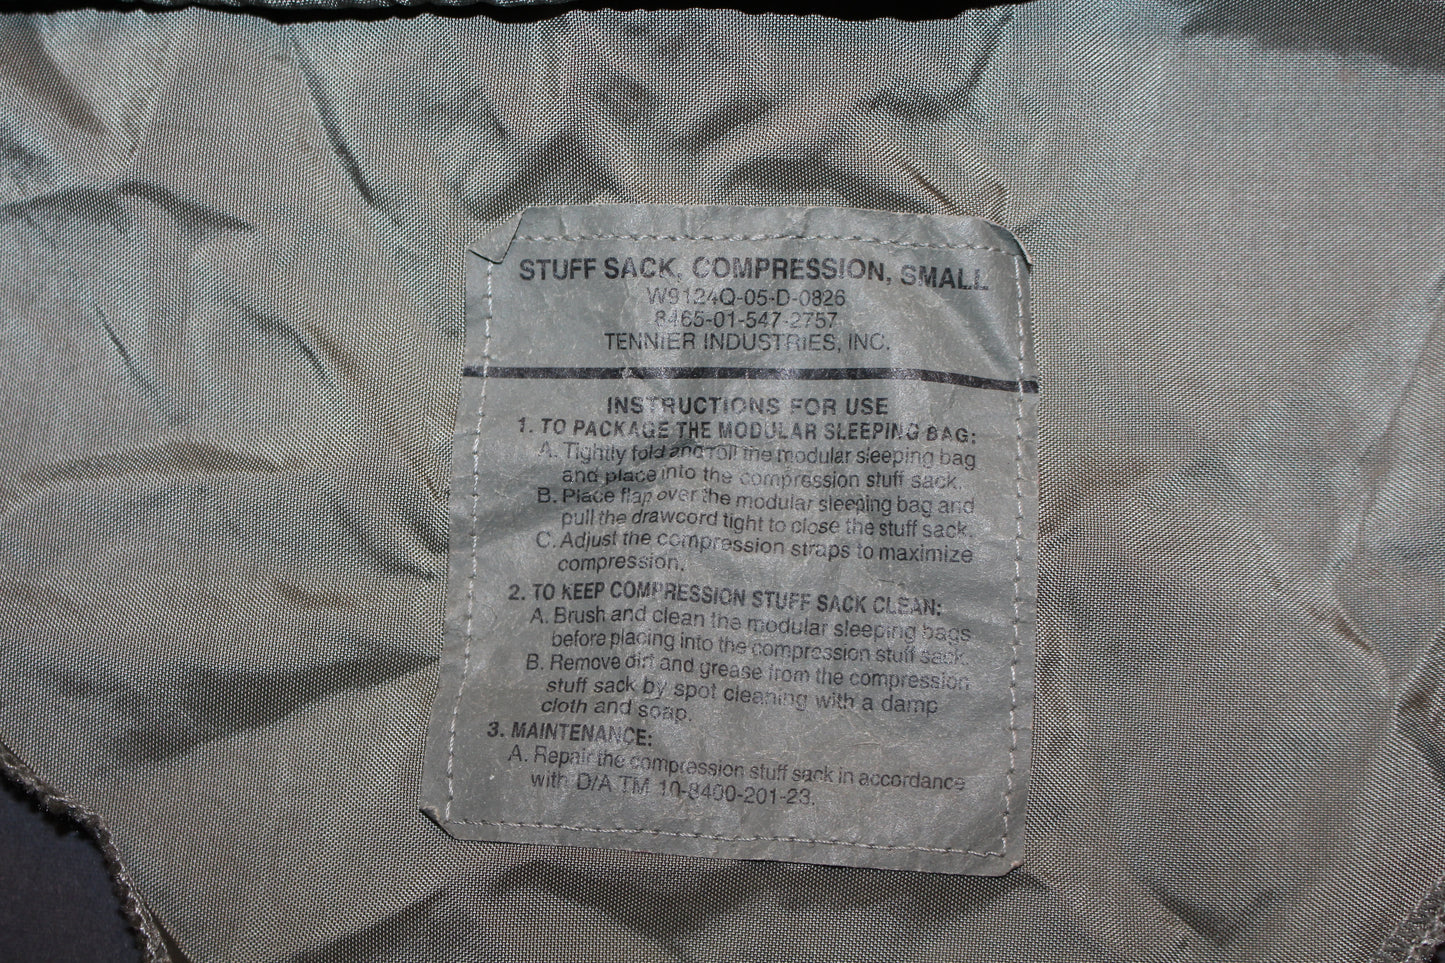 STUFF SACK, COMPRESSION, SMALL
W9124Q-05-D-0826
8465-01-547-2757
TENNIER INDUSTRIES, INC.
INSTRUCTIONS FOR USE
1. TO PACKAGE THE MODULAR SLEEPING BAG:
A. Tightly fold and roll the modular sleeping bag
and place into the compression stuff sack.
B. Place flap over the modular sleeping bag and
pull the drawcord tight to close the stuff sack.
C. Adjust the compression straps to maximize
compression.
2. TO KEEP COMPRESSION STUFF SACK CLEAN:
A. Brush and clean the modular sleeping bags
before placing into the compression stuff sack.
B. Remove dirt and grease from the compression
stuff sack by spot cleaning with a damp
cloth and soap.
3. MAINTENANCE:
A. Repair the compression stuff sack in accordance
with D/A TM 10-8400-201-23.